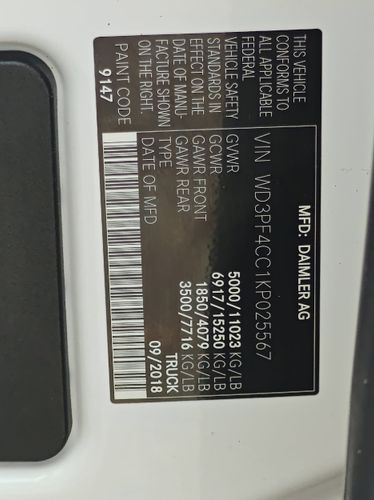 MFD: DAIMLER AG
VIN WD3PF4CC1KP025567
THIS VEHICLE
CONFORMS TO
ALL APPLICABLE
FEDERAL
VEHICLE SAFETY
STANDARDS IN
EFFECT ON THE
DATE OF MANU-
FACTURE SHOWN
ON THE RIGHT.
PAINT CODE
9147
GVWR 5000/11023 KG/LB
GCWR 6917/15250 KG/LB
GAWR FRONT 1850/4079 KG/LB
GAWR REAR 3500/7716 KG/LB
TYPE TRUCK
DATE OF MFD 09/2018